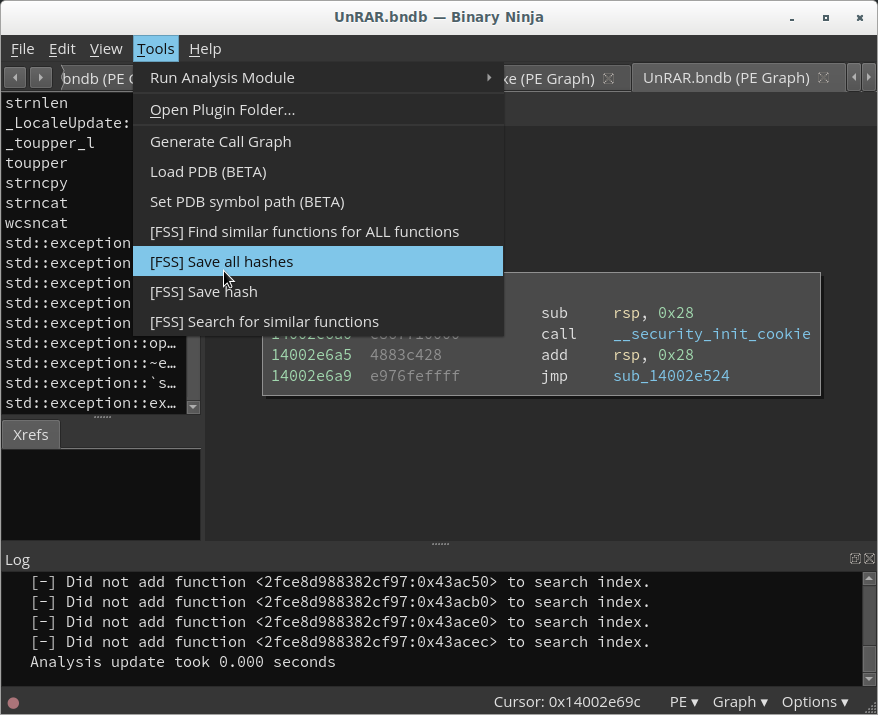 UnRAR.bndb — Binary Ninja
File Edit View Tools Help
bndb (PE
xe (PE Graph)
UnRAR.bndb (PE Graph)
Run Analysis Module
Open Plugin Folder...
Generate Call Graph
Load PDB (BETA)
Set PDB symbol path (BETA)
[FSS] Find similar functions for ALL functions
[FSS] Save all hashes
[FSS] Save hash
[FSS] Search for similar functions
strnlen
_LocaleUpdate:
_toupper_l
toupper
strncpy
strncat
wcsncat
std::exception
std::exception
std::exception
std::exception
std::exception
std::exception::op…
std::exception::~e…
std::exception::`s…
std::exception::ex…
sub rsp, 0x28
call __security_init_cookie
14002e6a5 4883c428 add rsp, 0x28
14002e6a9 e976feffff jmp sub_14002e524
Xrefs
Log
[-] Did not add function <2fce8d988382cf97:0x43ac50> to search index.
[-] Did not add function <2fce8d988382cf97:0x43acb0> to search index.
[-] Did not add function <2fce8d988382cf97:0x43ace0> to search index.
[-] Did not add function <2fce8d988382cf97:0x43acec> to search index.
Analysis update took 0.000 seconds
Cursor: 0x14002e69c PE ▾ Graph ▾ Options ▾